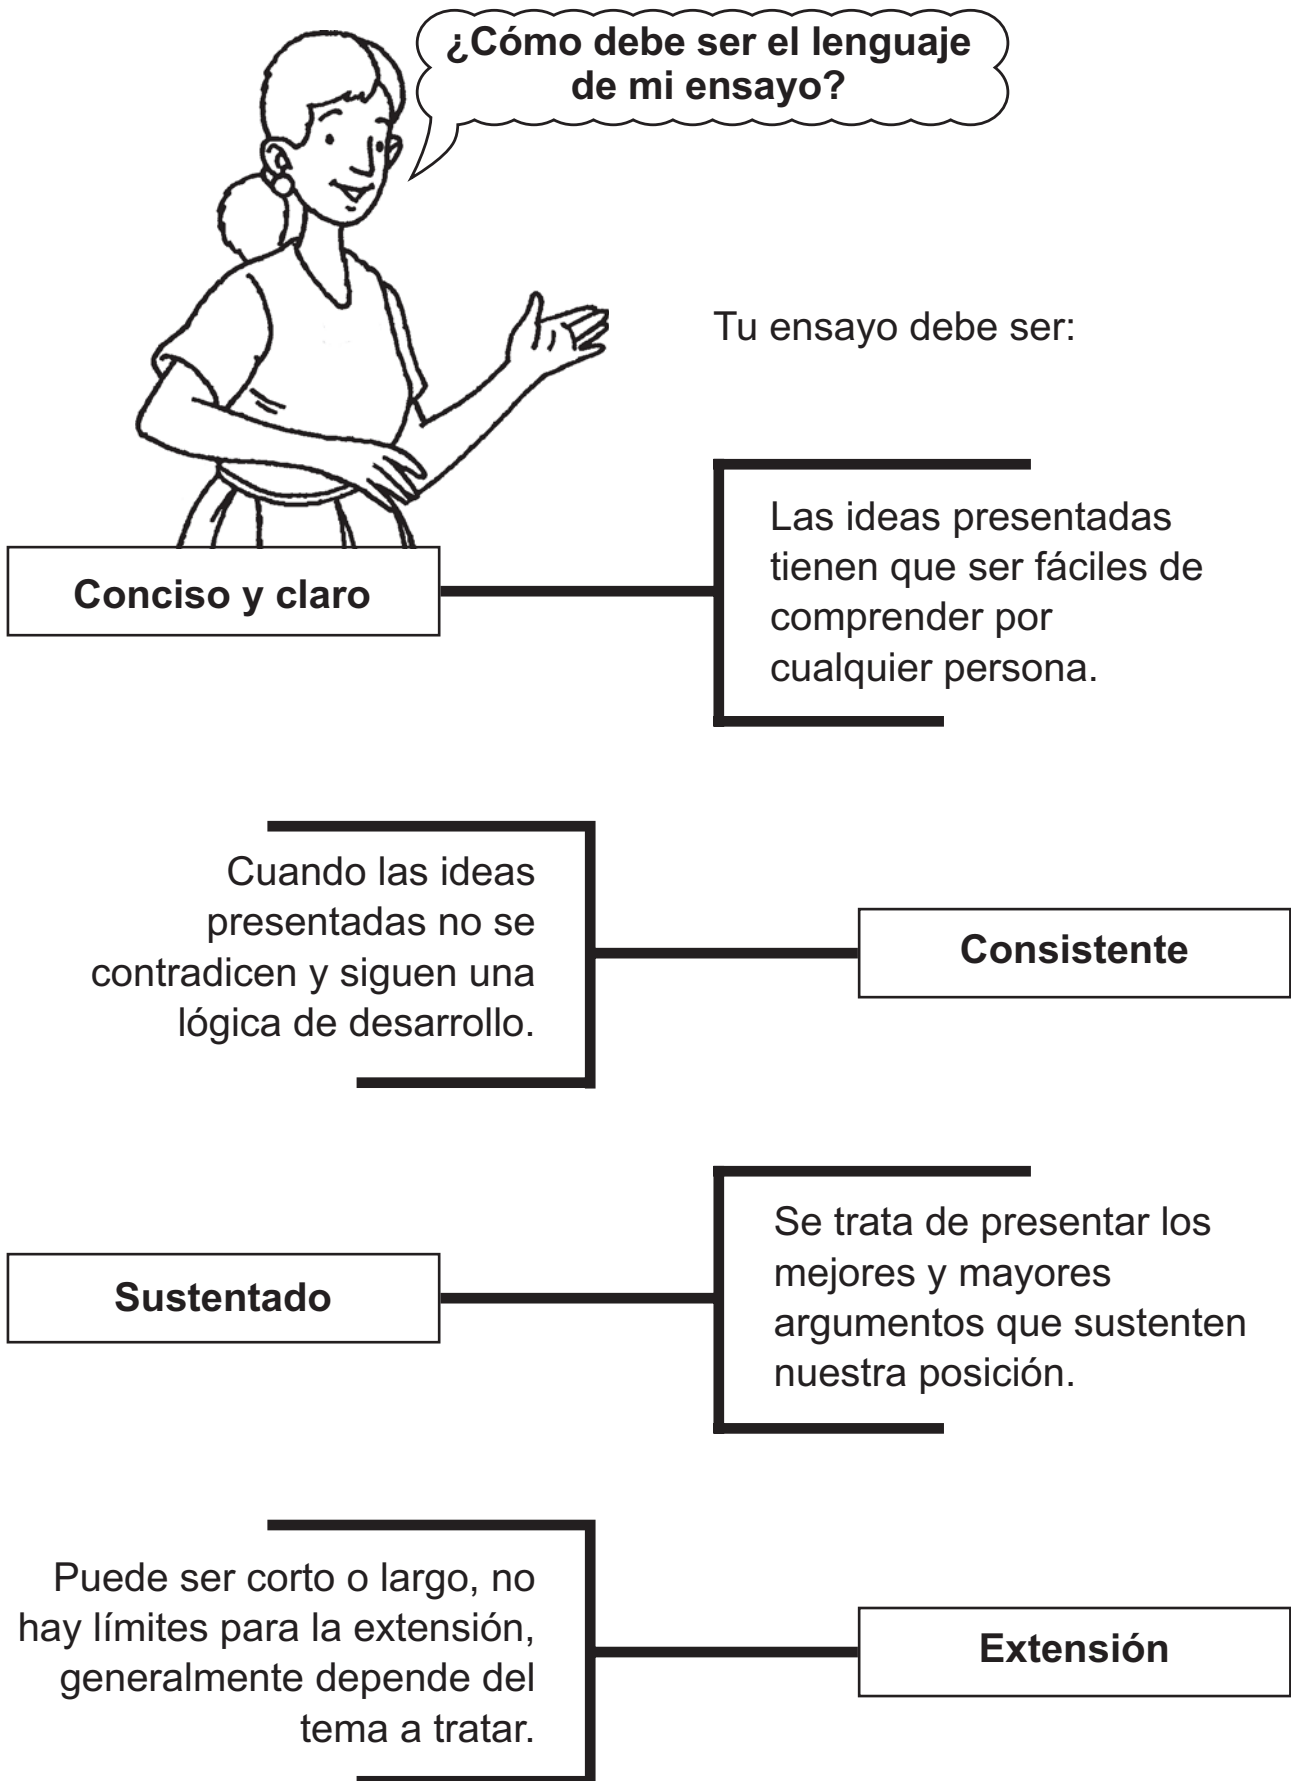 ¿Cómo debe ser el lenguaje
de mi ensayo?
Tu ensayo debe ser:
Conciso y claro
Las ideas presentadas
tienen que ser fáciles de
comprender por
cualquier persona.
Cuando las ideas
presentadas no se
contradicen y siguen una
lógica de desarrollo.
Consistente
Sustentado
Se trata de presentar los
mejores y mayores
argumentos que sustenten
nuestra posición.
Puede ser corto o largo, no
hay límites para la extensión,
generalmente depende del
tema a tratar.
Extensión